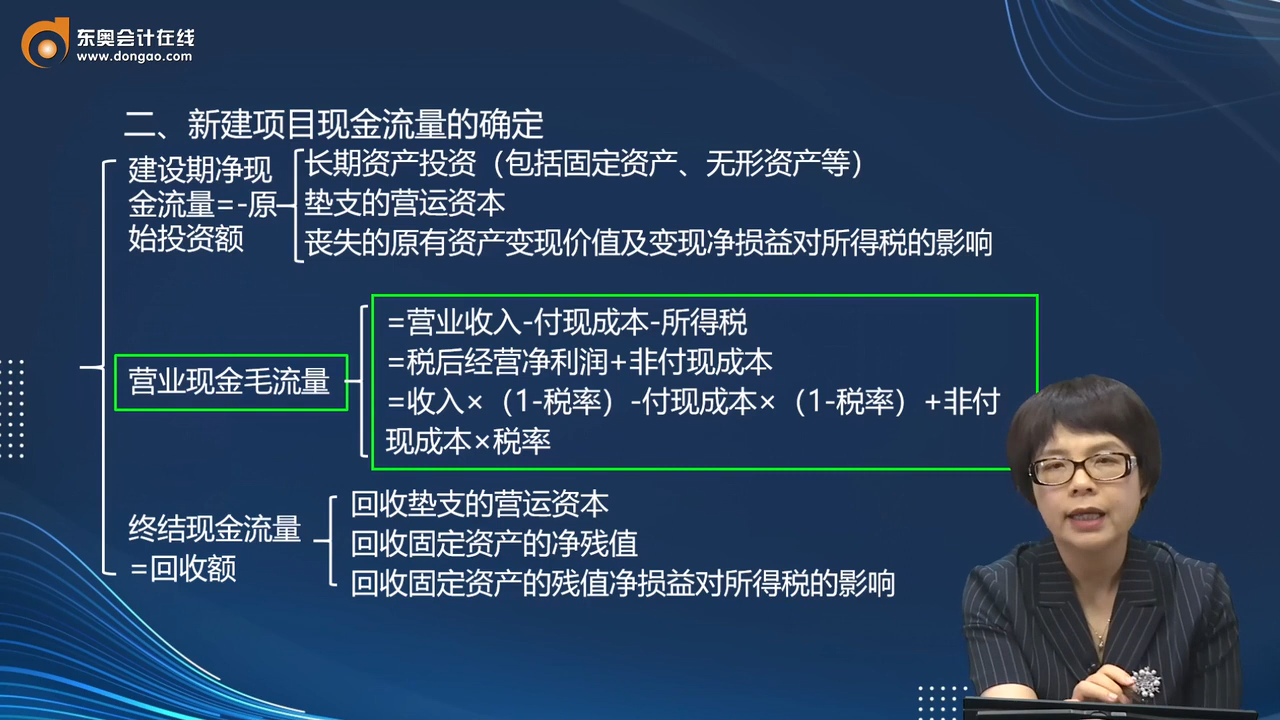 东奥会计在线
www.dongao.com
二、新建项目现金流量的确定
建设期净现
金流量=-原
始投资额
长期资产投资（包括固定资产、无形资产等）
垫支的营运资本
丧失的原有资产变现价值及变现净损益对所得税的影响
营业现金毛流量
=营业收入-付现成本-所得税
=税后经营净利润+非付现成本
=收入×（1-税率）-付现成本×（1-税率）+非付
现成本×税率
终结现金流量
=回收额
回收垫支的营运资本
回收固定资产的净残值
回收固定资产的残值净损益对所得税的影响